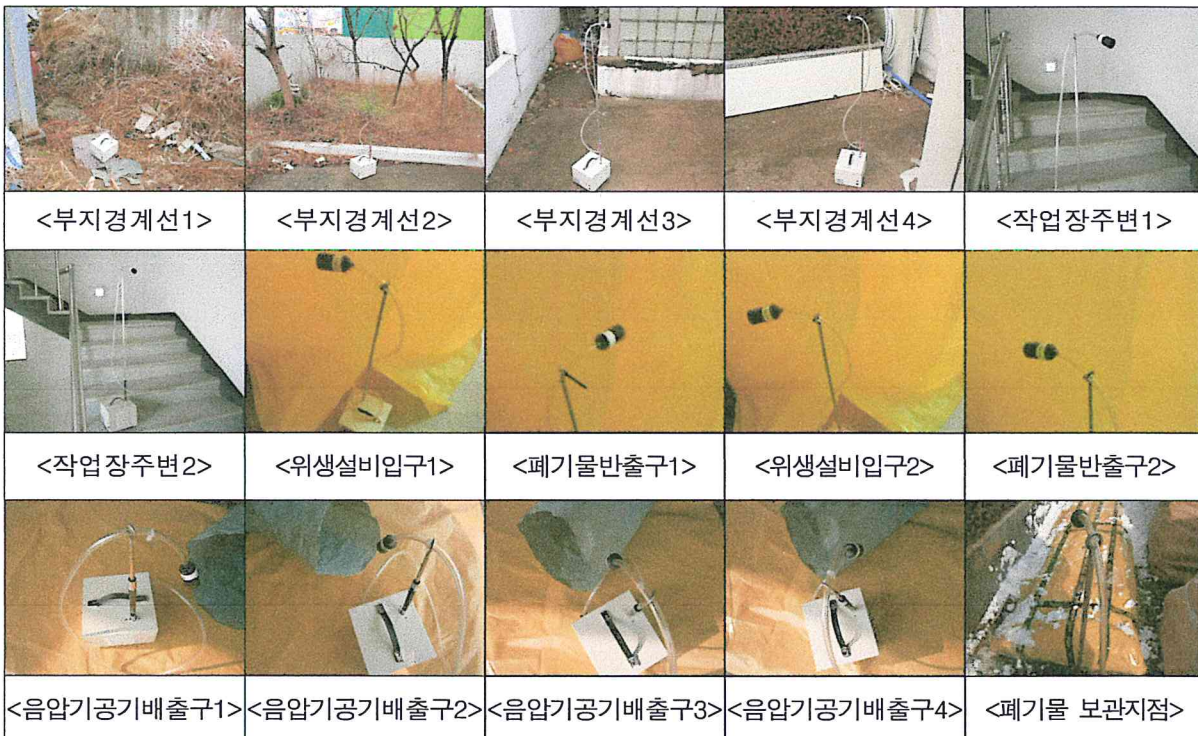 <부지경계선1>
<부지경계선2>
<부지경계선3>
<부지경계선4>
<작업장주변1>
<작업장주변2>
<위생설비입구1>
<폐기물반출구1>
<위생설비입구2>
<폐기물반출구2>
<음압기공기배출구1>
<음압기공기배출구2>
<음압기공기배출구3>
<음압기공기배출구4>
<폐기물 보관지점>